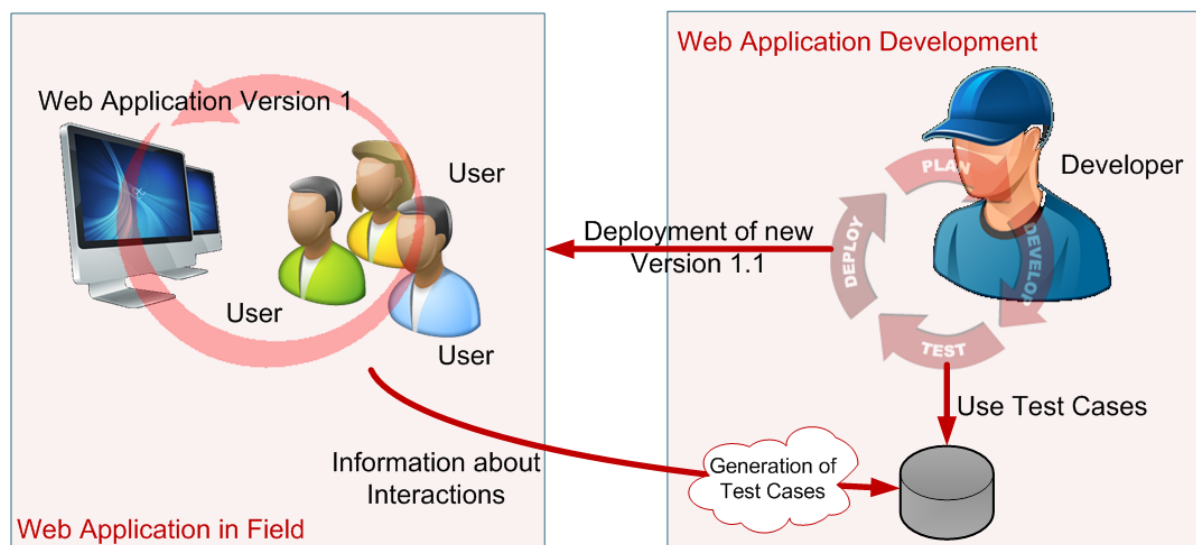 Web Application Version 1
User
User
User
Information about
Interactions
Web Application in Field
Deployment of new
Version 1.1
Web Application Development
Developer
PLAN
DEVELOP
TEST
DEPLOY
Use Test Cases
Generation of
Test Cases